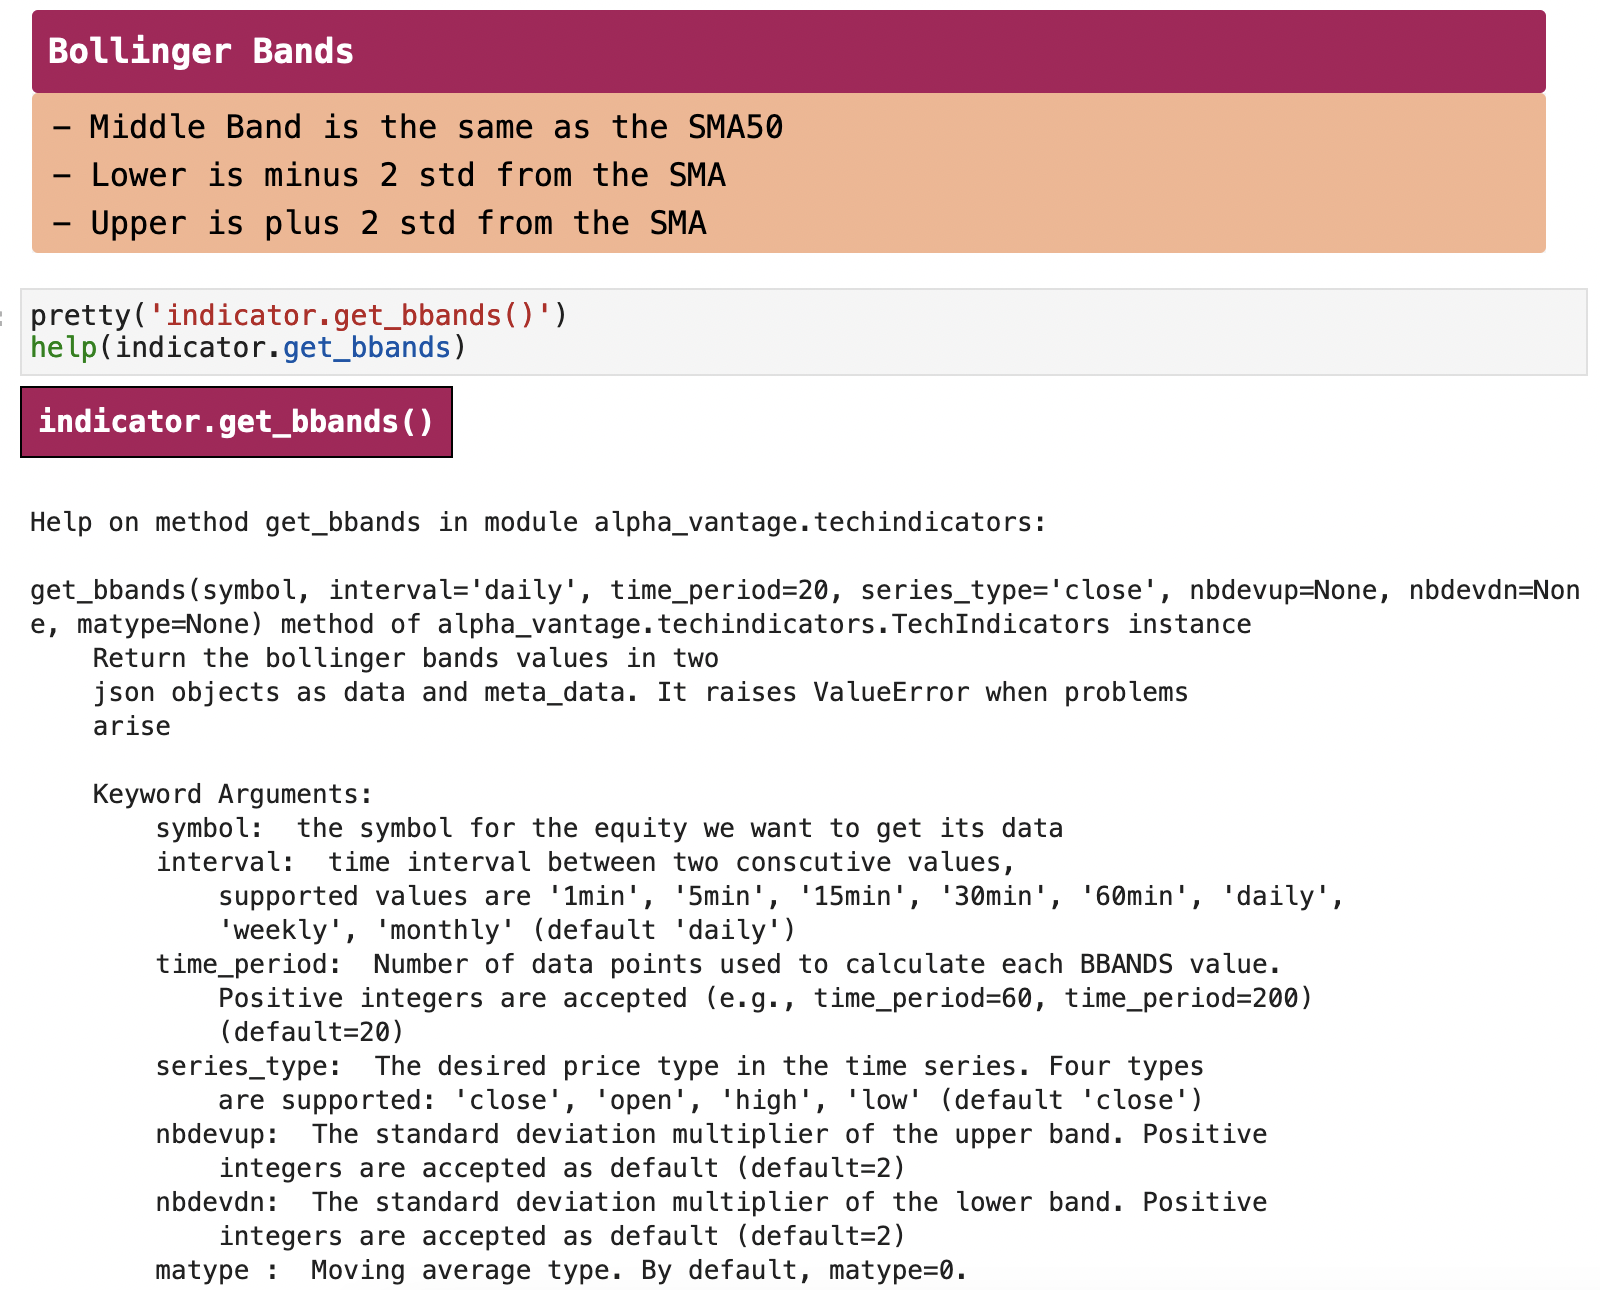 Bollinger Bands
– Middle Band is the same as the SMA50
– Lower is minus 2 std from the SMA
– Upper is plus 2 std from the SMA
pretty('indicator.get_bbands()')
help(indicator.get_bbands)
indicator.get_bbands()
Help on method get_bbands in module alpha_vantage.techindicators:
get_bbands(symbol, interval='daily', time_period=20, series_type='close', nbdevup=None, nbdevdn=Non
e, matype=None) method of alpha_vantage.techindicators.TechIndicators instance
Return the bollinger bands values in two
json objects as data and meta_data. It raises ValueError when problems
arise
Keyword Arguments:
symbol:  the symbol for the equity we want to get its data
interval:  time interval between two conscutive values,
supported values are '1min', '5min', '15min', '30min', '60min', 'daily',
'weekly', 'monthly' (default 'daily')
time_period:  Number of data points used to calculate each BBANDS value.
Positive integers are accepted (e.g., time_period=60, time_period=200)
(default=20)
series_type:  The desired price type in the time series. Four types
are supported: 'close', 'open', 'high', 'low' (default 'close')
nbdevup:  The standard deviation multiplier of the upper band. Positive
integers are accepted as default (default=2)
nbdevdn:  The standard deviation multiplier of the lower band. Positive
integers are accepted as default (default=2)
matype :  Moving average type. By default, matype=0.